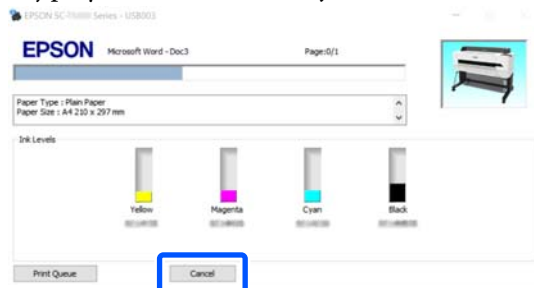 EPSON SC- Series - USB003
EPSON
Microsoft Word - Doc3
Page:0/1
Paper Type : Plain Paper
Paper Size : A4 210 x 297 mm
Ink Levels
Yellow
Magenta
Cyan
Black
Print Queue
Cancel